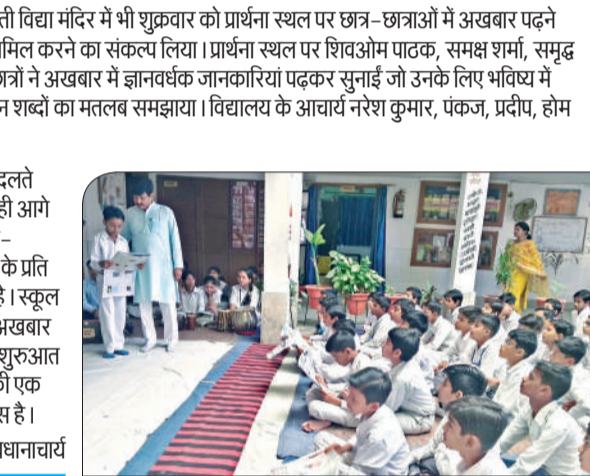 ती विद्या मंदिर में भी शुक्रवार को प्रार्थना स्थल पर छात्र-छात्राओं में अखबार पढ़ने
मिल करने का संकल्प लिया। प्रार्थना स्थल पर शिवओम पाठक, समक्ष शर्मा, समृद्ध
छात्रों ने अखबार में ज्ञानवर्धक जानकारियां पढ़कर सुनाईं जो उनके लिए भविष्य में
न शब्दों का मतलब समझाया। विद्यालय के आचार्य नरेश कुमार, पंकज, प्रदीप, होम
दलते
ही आगे
-
के प्रति
है। स्कूल
अखबार
शुरुआत
की एक
स है।
धानाचार्य